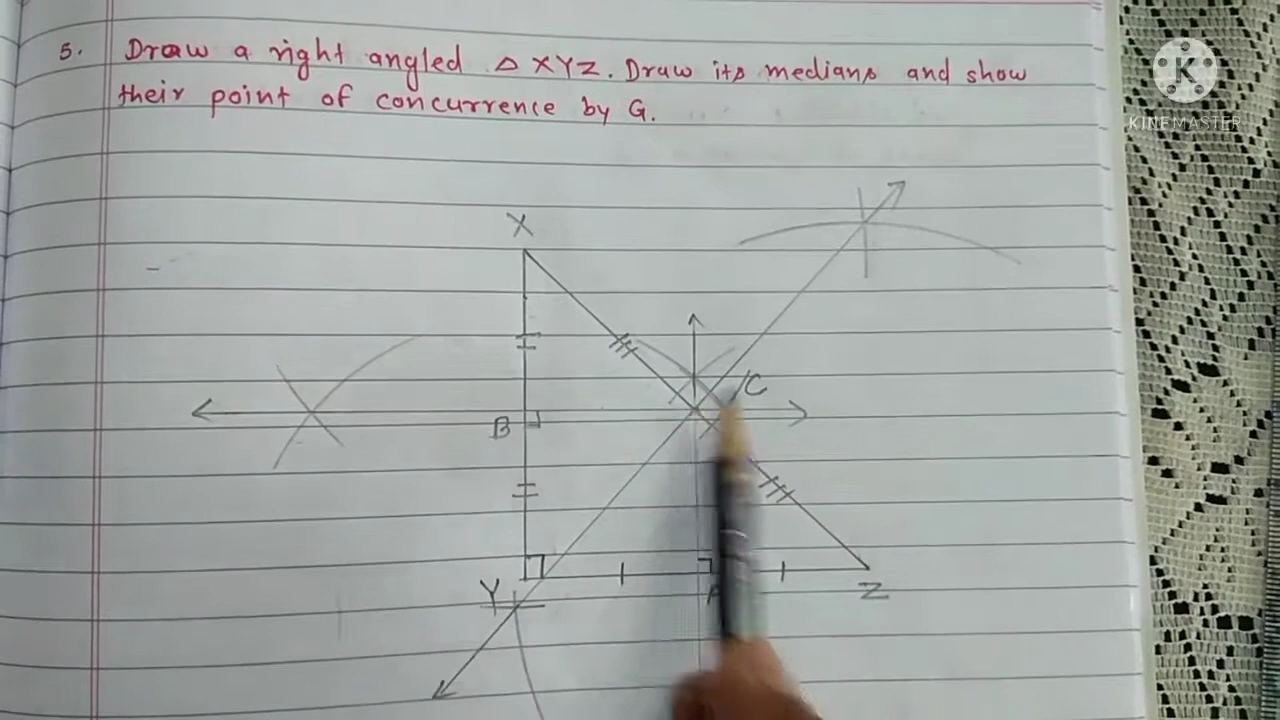 5. Draw a right angled △ XYZ. Draw its medians and show
their point of concurrence by G.
K
KINEMASTER
X
C
B
Y
Z